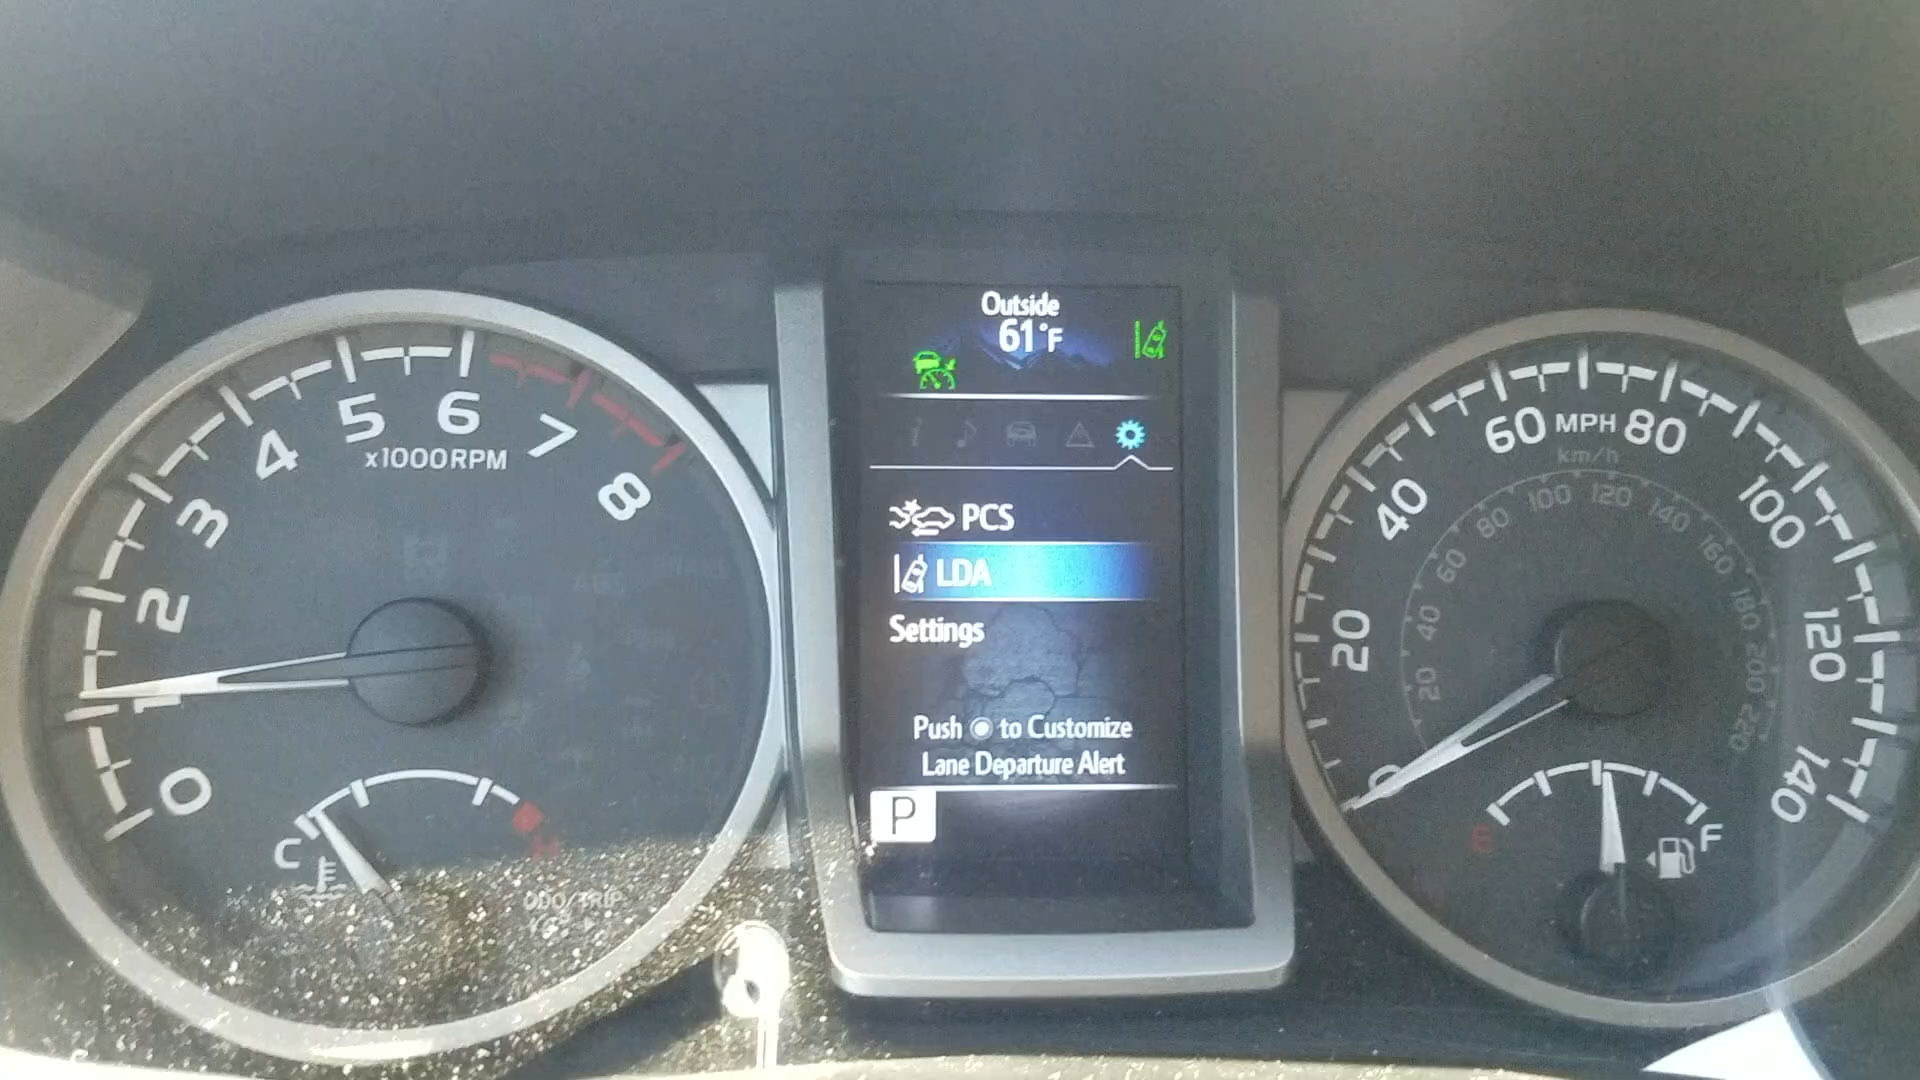 0
1
2
3
4
5
6
7
8
x1000RPM
C
ODO/TRIP
Outside
61°F
PCS
LDA
Settings
Push to Customize
Lane Departure Alert
P
0
20
40
60
MPH
80
100
120
140
km/h
20
40
60
80
100
120
140
160
180
200
220
E
F